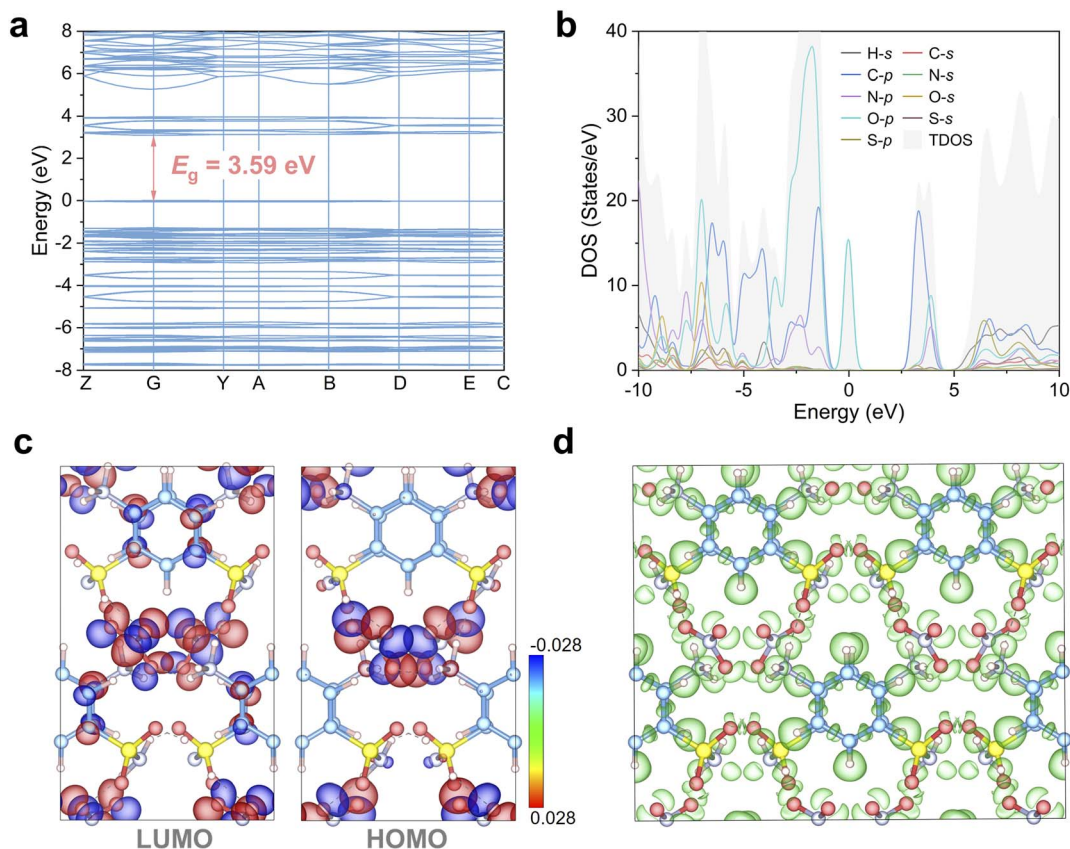 a
8
6
4
2
0
-2
-4
-6
-8
Energy (eV)
Eg = 3.59 eV
Z G Y A B D E C
b
40
30
20
10
0
DOS (States/eV)
H-s C-s
C-p N-s
N-p O-s
O-p S-s
S-p TDOS
-10 -5 0 5 10
Energy (eV)
c
-0.028
0.028
LUMO HOMO
d